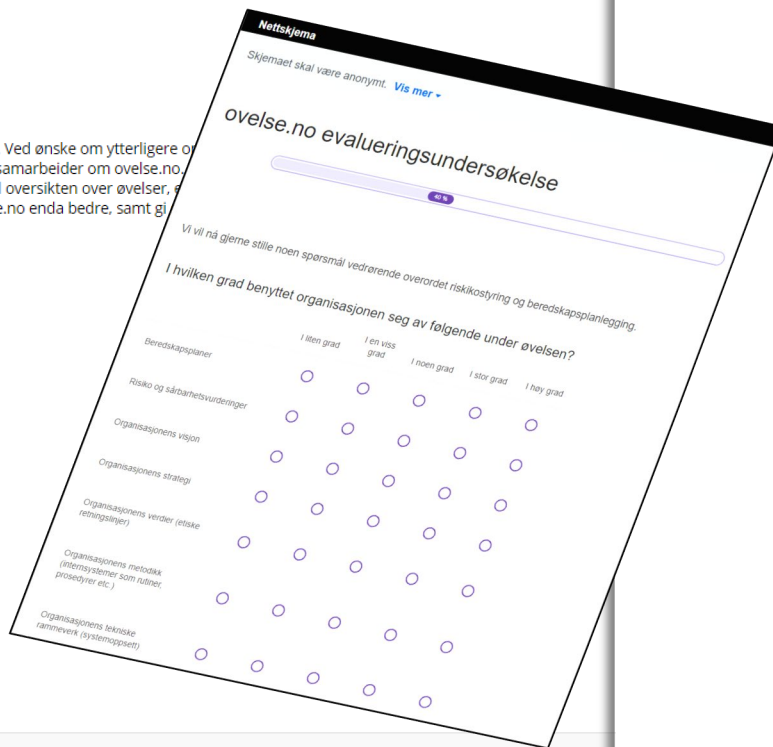 Ved ønske om ytterligere
samarbeider om ovelse.no.
oversikten over øvelser,
enda bedre, samt gi
Nettskjema
Skjemaet skal være anonymt. Vis mer
ovelse.no evalueringsundersøkelse
40 %
Vi vil nå gjerne stille noen spørsmål vedrørende overordet riskikostyring og beredskapsplanlegging.
I hvilken grad benyttet organisasjonen seg av følgende under øvelsen?
I liten grad
I en viss
grad
I noen grad
I stor grad
I høy grad
Beredskapsplaner
Risiko og sårbarhetsvurderinger
Organisasjonens visjon
Organisasjonens strategi
Organisasjonens verdier (etiske
retningslinjer)
Organisasjonens metodikk
(internsystemer som rutiner,
prosedyrer etc.)
Organisasjonens tekniske
rammeverk (systemoppsett)